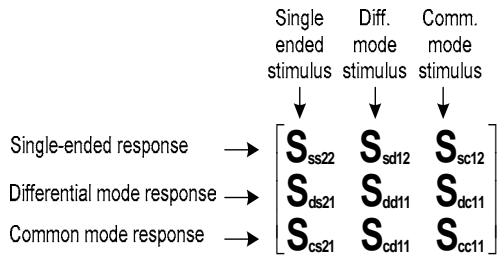 Single Diff. Comm.
ended mode mode
stimulus stimulus stimulus
Single-ended response Sss22 Ssd12 Ssc12
Differential mode response Sds21 Sdd11 Sdc11
Common mode response Scs21 Scd11 Scc11